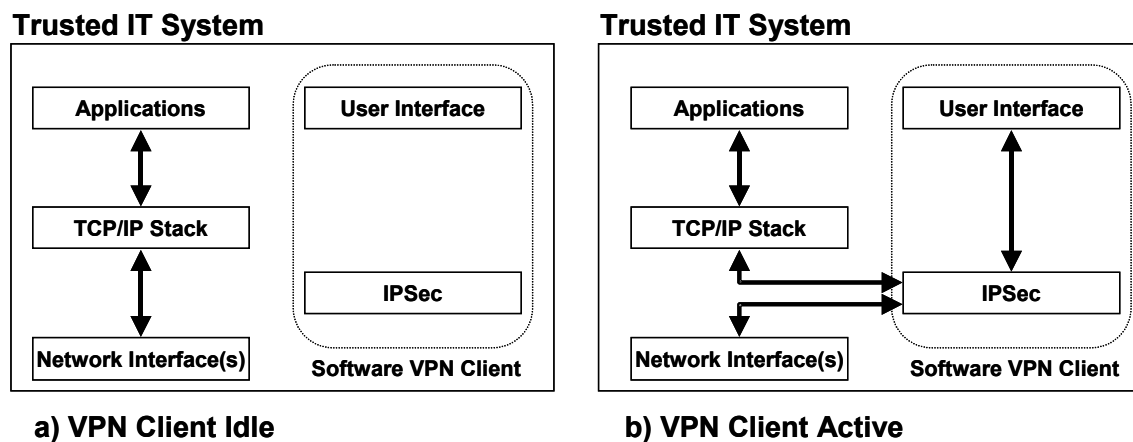 Trusted IT System
Applications
User Interface
TCP/IP Stack
IPSec
Network Interface(s)
Software VPN Client
a) VPN Client Idle
Trusted IT System
Applications
User Interface
TCP/IP Stack
IPSec
Network Interface(s)
Software VPN Client
b) VPN Client Active